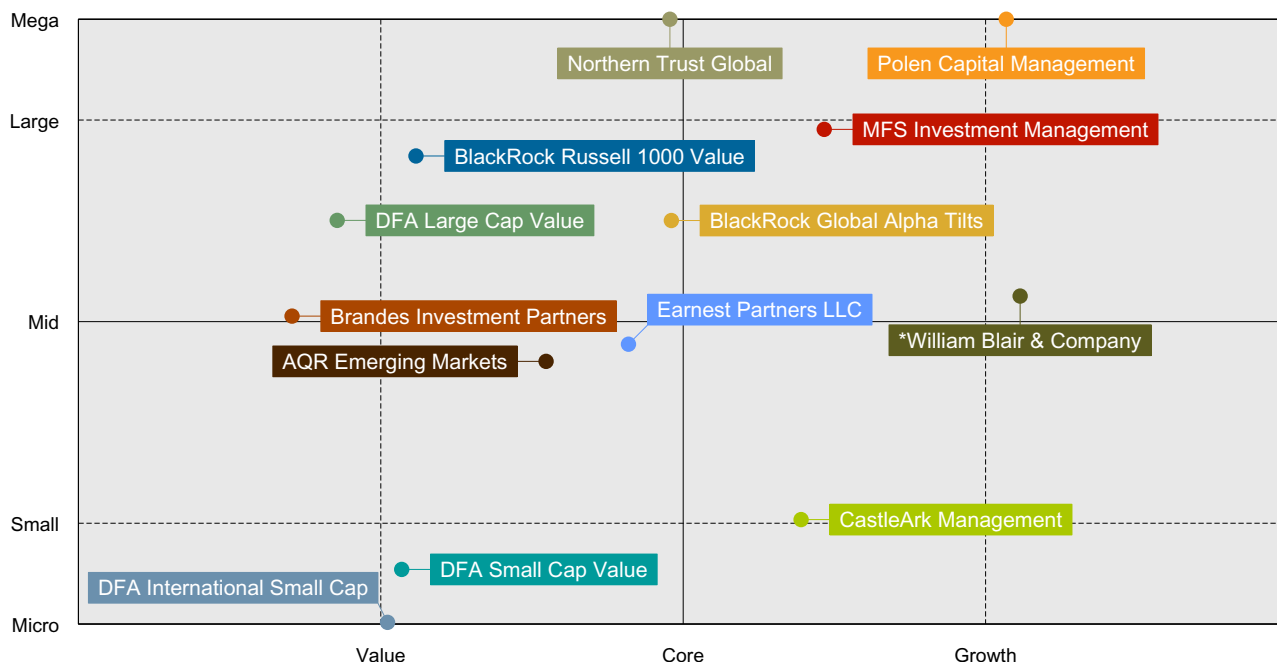 Mega
Northern Trust Global
Polen Capital Management
Large
MFS Investment Management
BlackRock Russell 1000 Value
DFA Large Cap Value
BlackRock Global Alpha Tilts
Earnest Partners LLC
Brandes Investment Partners
Mid
*William Blair & Company
AQR Emerging Markets
CastleArk Management
Small
DFA Small Cap Value
DFA International Small Cap
Micro
Value
Core
Growth